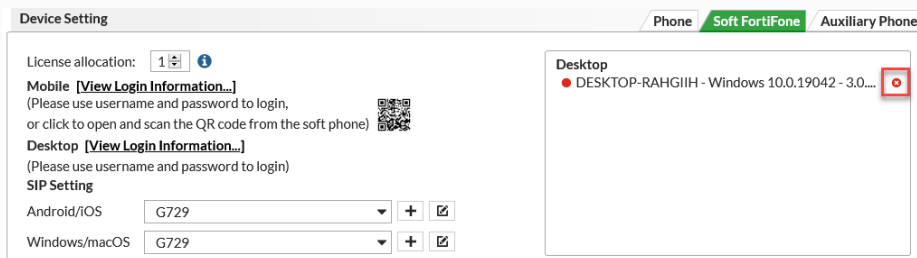 Device Setting
Phone
Soft FortiFone
Auxiliary Phone
License allocation: 1
Mobile [View Login Information...]
(Please use username and password to login,
or click to open and scan the QR code from the soft phone)
Desktop [View Login Information...]
(Please use username and password to login)
SIP Setting
Android/iOS G729
Windows/macOS G729
Desktop
DESKTOP-RAHGIIH - Windows 10.0.19042 - 3.0....